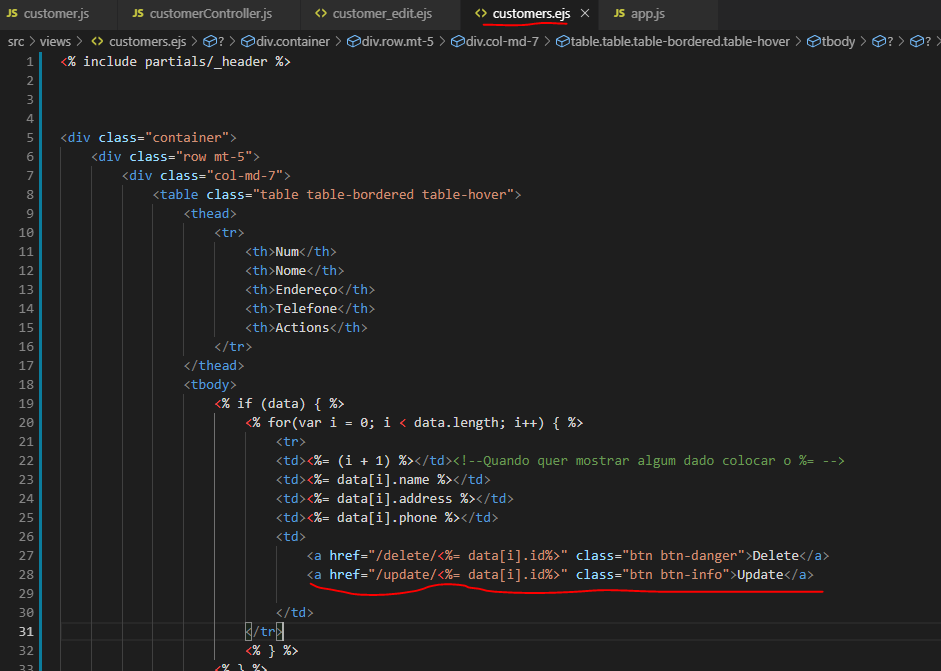 JS customer.js JS customerController.js <> customer_edit.ejs <> customers.ejs × JS app.js
src > views > <> customers.ejs > ? > div.container > div.row.mt-5 > div.col-md-7 > table.table.table-bordered.table-hover > tbody > ? > ? >
1 <% include partials/_header %>
2
3
4
5 <div class="container">
6 <div class="row mt-5">
7 <div class="col-md-7">
8 <table class="table table-bordered table-hover">
9 <thead>
10 <tr>
11 <th>Num</th>
12 <th>Nome</th>
13 <th>Endereço</th>
14 <th>Telefone</th>
15 <th>Actions</th>
16 </tr>
17 </thead>
18 <tbody>
19 <% if (data) { %>
20 <% for(var i = 0; i < data.length; i++) { %>
21 <tr>
22 <td><%= (i + 1) %></td><!--Quando quer mostrar algum dado colocar o %= -->
23 <td><%= data[i].name %></td>
24 <td><%= data[i].address %></td>
25 <td><%= data[i].phone %></td>
26 <td>
27 <a href="/delete/<%= data[i].id%>" class="btn btn-danger">Delete</a>
28 <a href="/update/<%= data[i].id%>" class="btn btn-info">Update</a>
29
30 </td>
31 </tr>
32 <% } %>
33 <% } %>